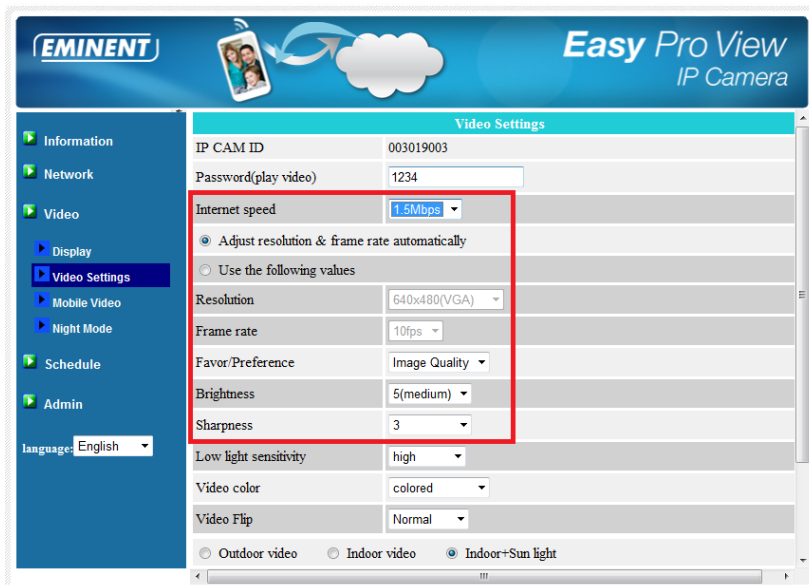 EMINENT
Easy Pro View
IP Camera
Information
Network
Video
Display
Video Settings
Mobile Video
Night Mode
Schedule
Admin
language: English
Video Settings
IP CAM ID 003019003
Password(play video) 1234
Internet speed 1.5Mbps
Adjust resolution & frame rate automatically
Use the following values
Resolution 640x480(VGA)
Frame rate 10fps
Favor/Preference Image Quality
Brightness 5(medium)
Sharpness 3
Low light sensitivity high
Video color colored
Video Flip Normal
Outdoor video Indoor video Indoor+Sun light